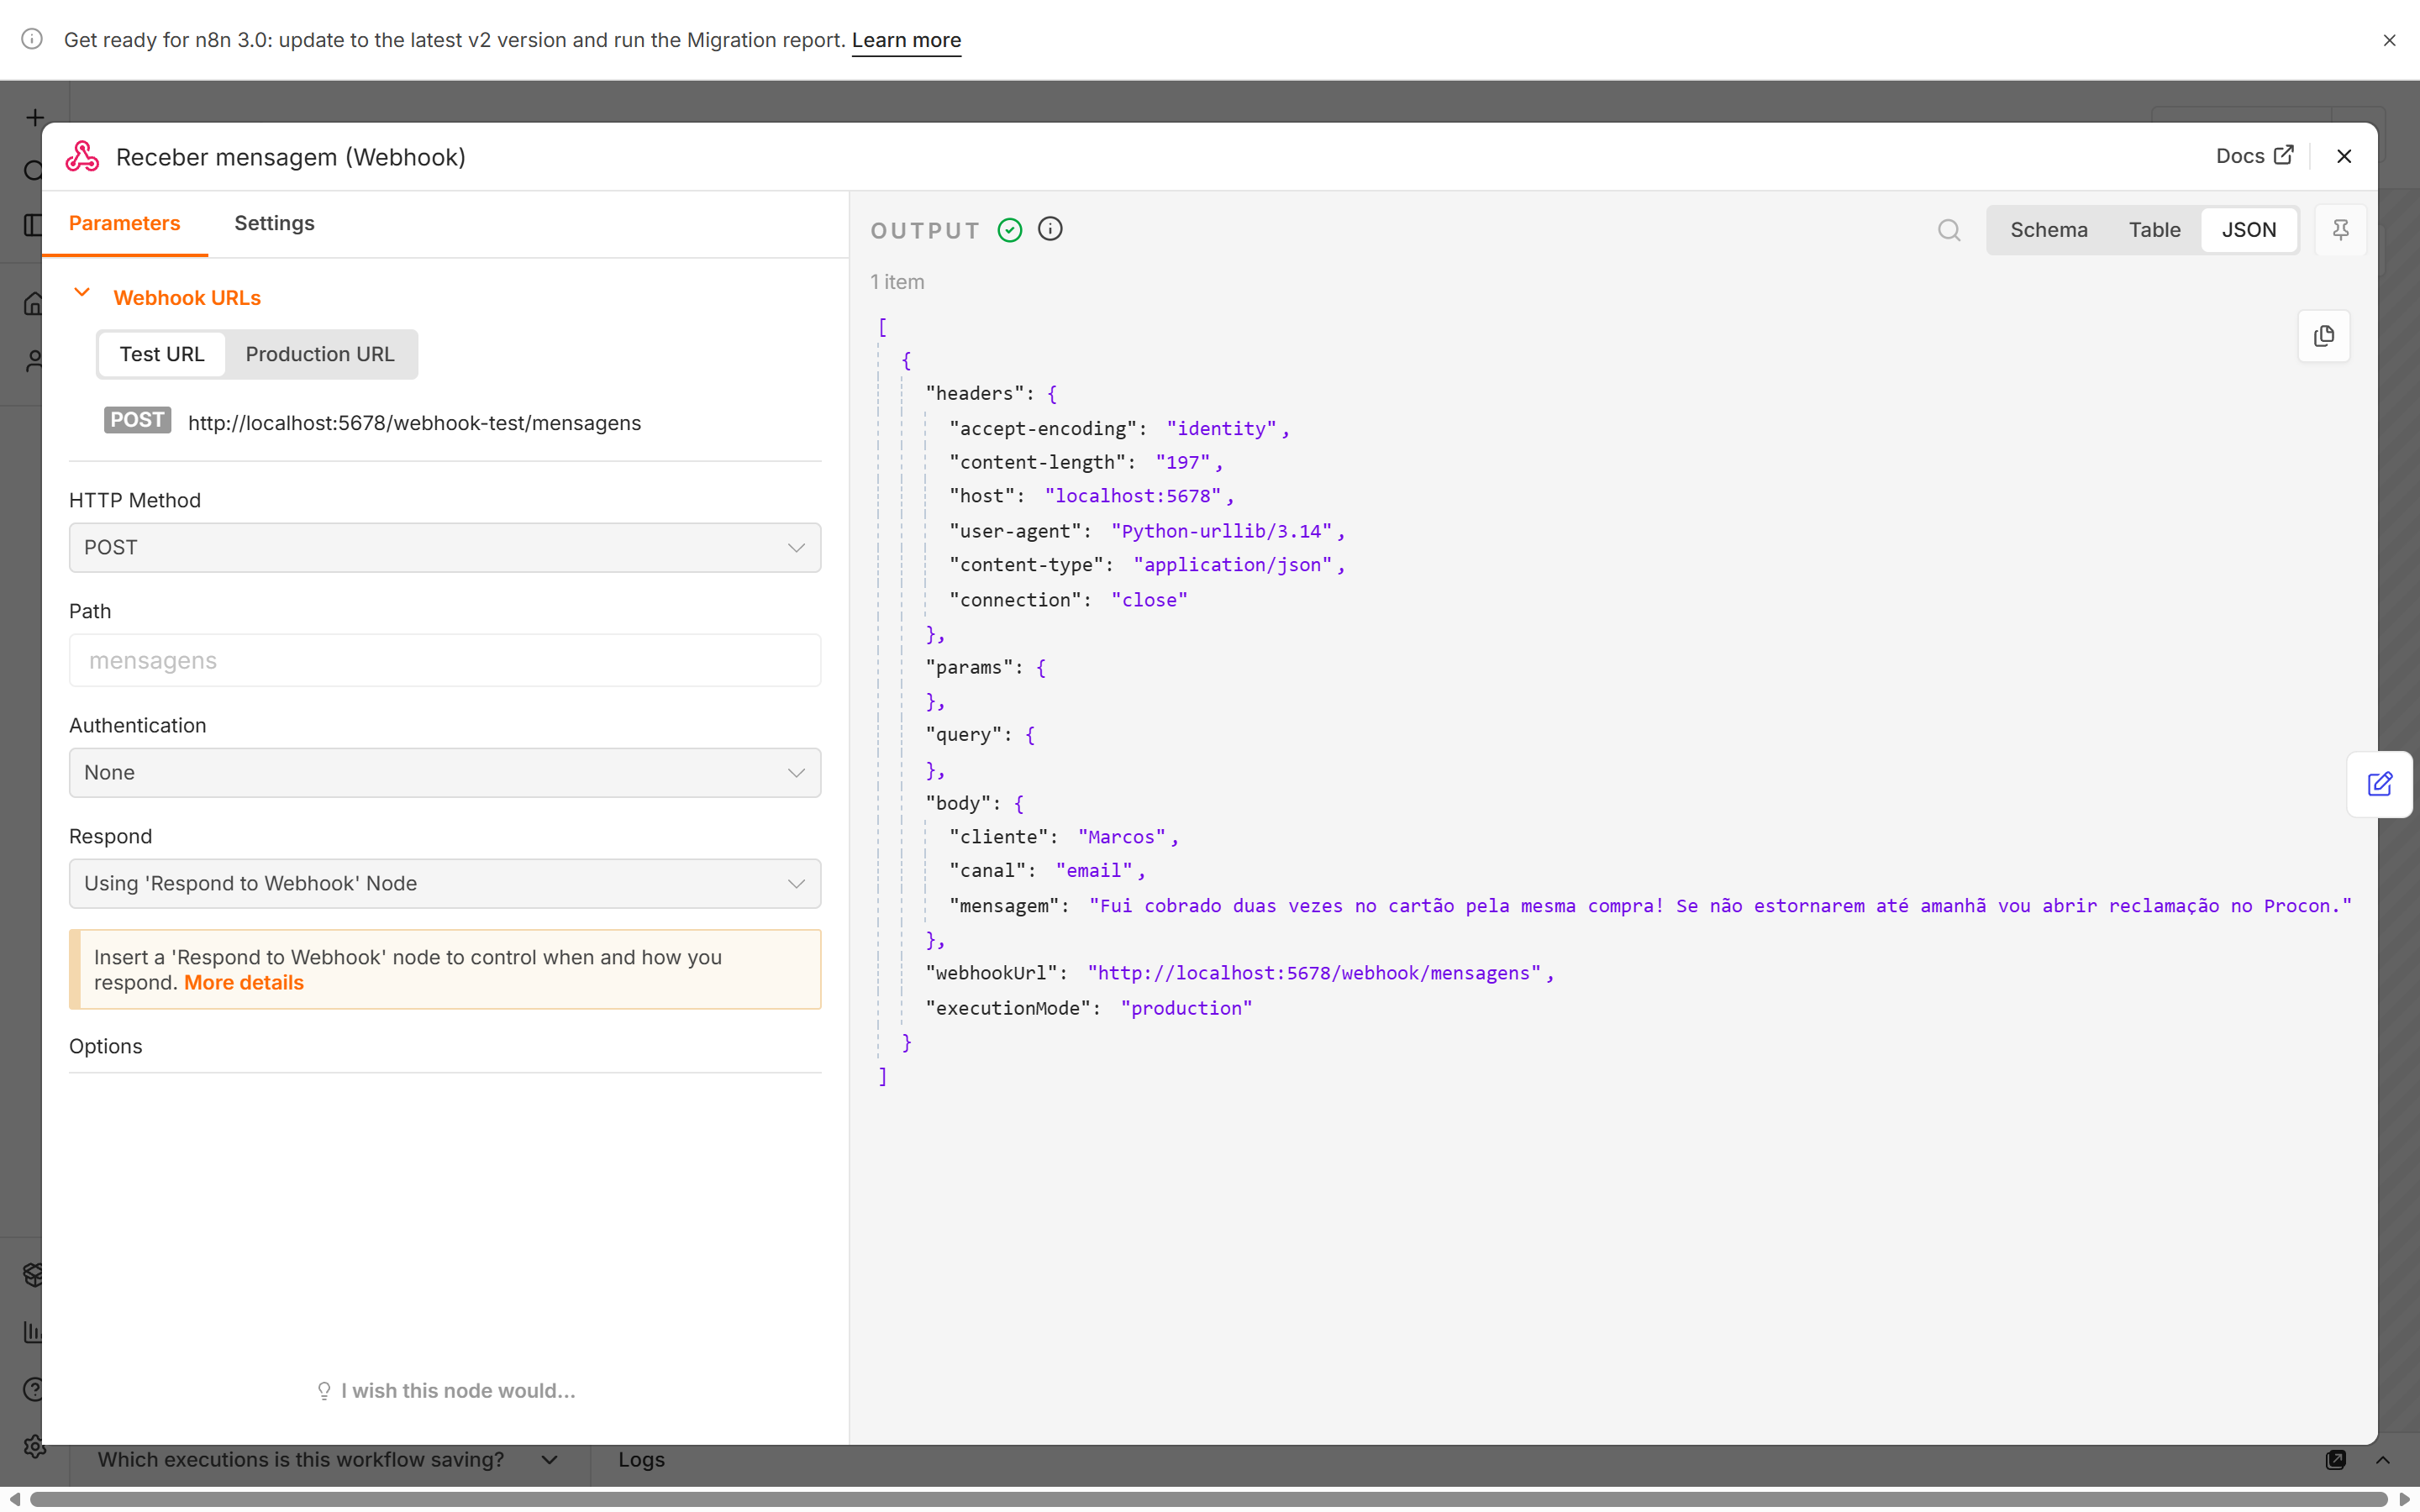 Get ready for n8n 3.0: update to the latest v2 version and run the Migration report. Learn more
Receber mensagem (Webhook)
Docs
Parameters
Settings
Webhook URLs
Test URL
Production URL
POST
http://localhost:5678/webhook-test/mensagens
HTTP Method
POST
Path
mensagens
Authentication
None
Respond
Using 'Respond to Webhook' Node
Insert a 'Respond to Webhook' node to control when and how you
respond. More details
Options
I wish this node would...
OUTPUT
Schema
Table
JSON
1 item
[
{
"headers": {
"accept-encoding": "identity",
"content-length": "197",
"host": "localhost:5678",
"user-agent": "Python-urllib/3.14",
"content-type": "application/json",
"connection": "close"
},
"params": {
},
"query": {
},
"body": {
"cliente": "Marcos",
"canal": "email",
"mensagem": "Fui cobrado duas vezes no cartão pela mesma compra! Se não estornarem até amanhã vou abrir reclamação no Procon."
},
"webhookUrl": "http://localhost:5678/webhook/mensagens",
"executionMode": "production"
}
]
Which executions is this workflow saving?
Logs